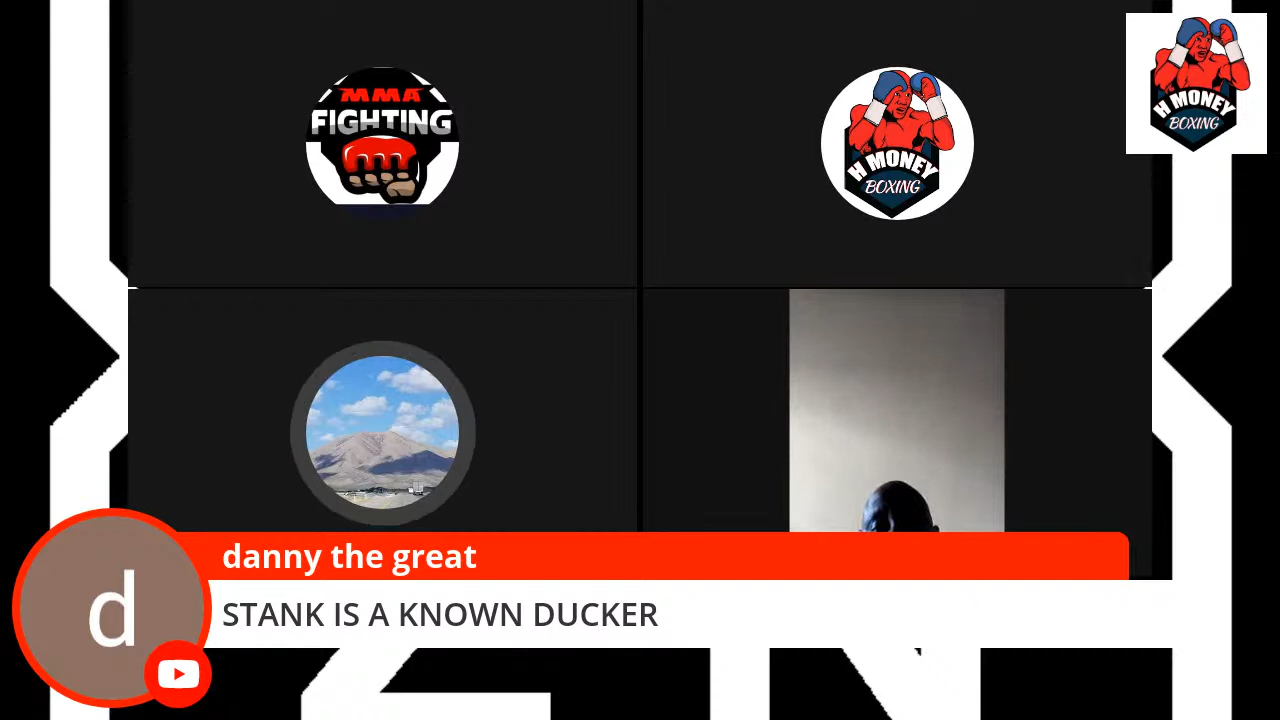 MMA
FIGHTING
H MONEY
BOXING
H MONEY
BOXING
d
danny the great
STANK IS A KNOWN DUCKER